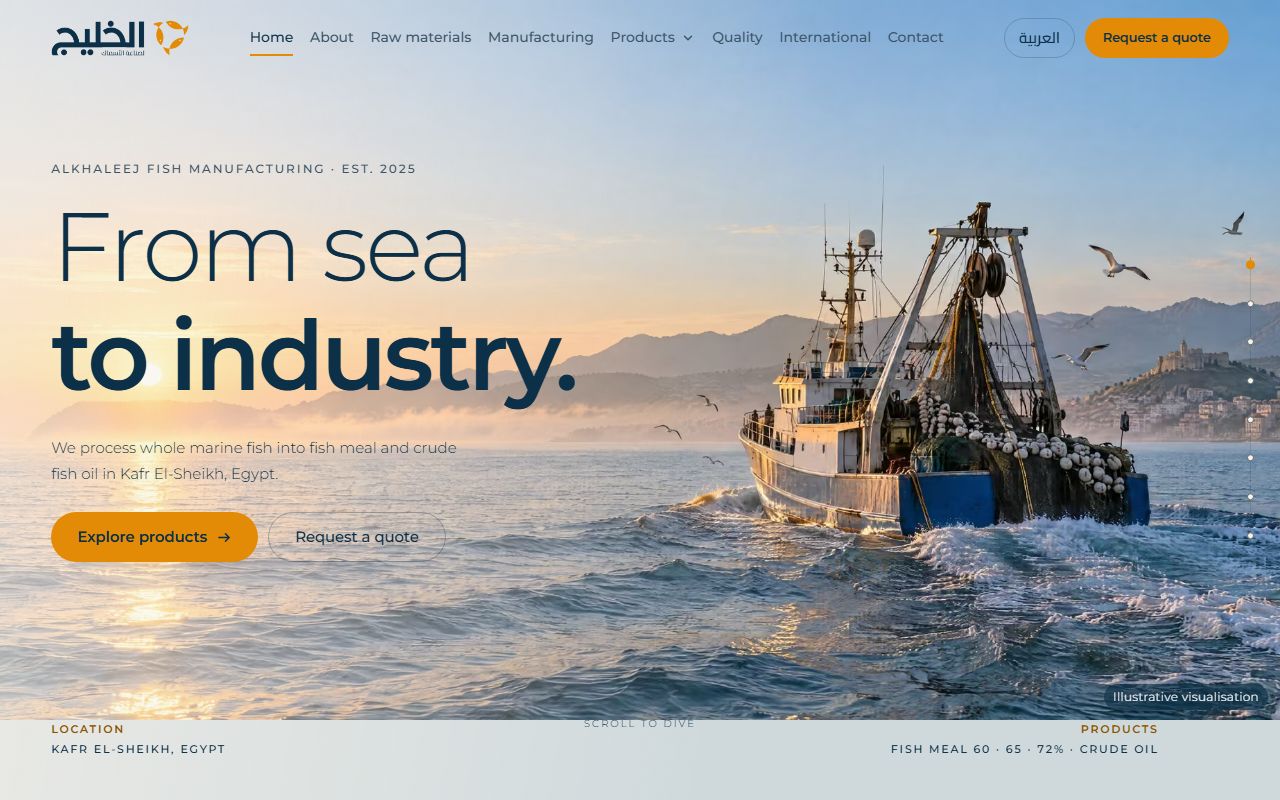 الخليج
لصناعة الأسماك
Home About Raw materials Manufacturing Products Quality International Contact
العربية
Request a quote
ALKHALEEJ FISH MANUFACTURING · EST. 2025
From sea
to industry.
We process whole marine fish into fish meal and crude
fish oil in Kafr El-Sheikh, Egypt.
Explore products →
Request a quote
Illustrative visualisation
LOCATION
KAFR EL-SHEIKH, EGYPT
SCROLL TO DIVE
PRODUCTS
FISH MEAL 60 · 65 · 72% · CRUDE OIL